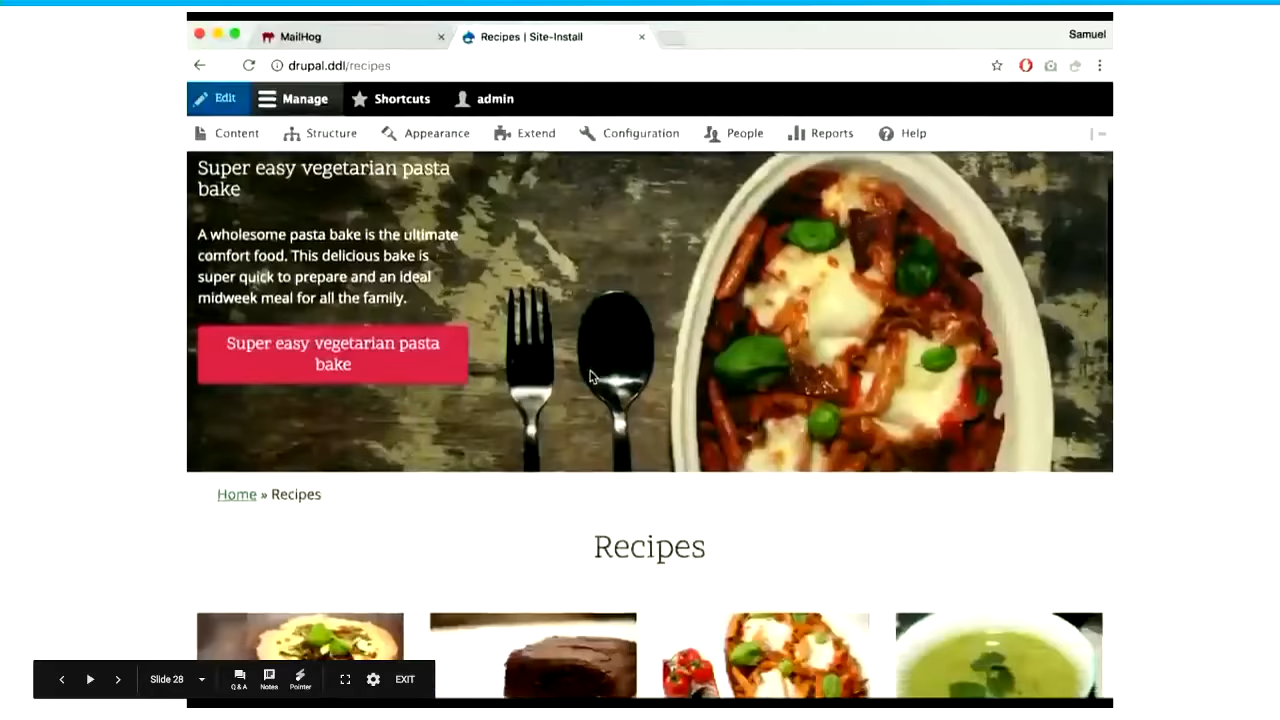 MailHog
Recipes | Site-Install
Samuel
drupal.ddl/recipes
Edit
Manage
Shortcuts
admin
Content
Structure
Appearance
Extend
Configuration
People
Reports
Help
Super easy vegetarian pasta
bake
A wholesome pasta bake is the ultimate
comfort food. This delicious bake is
super quick to prepare and an ideal
midweek meal for all the family.
Super easy vegetarian pasta
bake
Home » Recipes
Recipes
Slide 28
Q & A
Notes
Pointer
EXIT